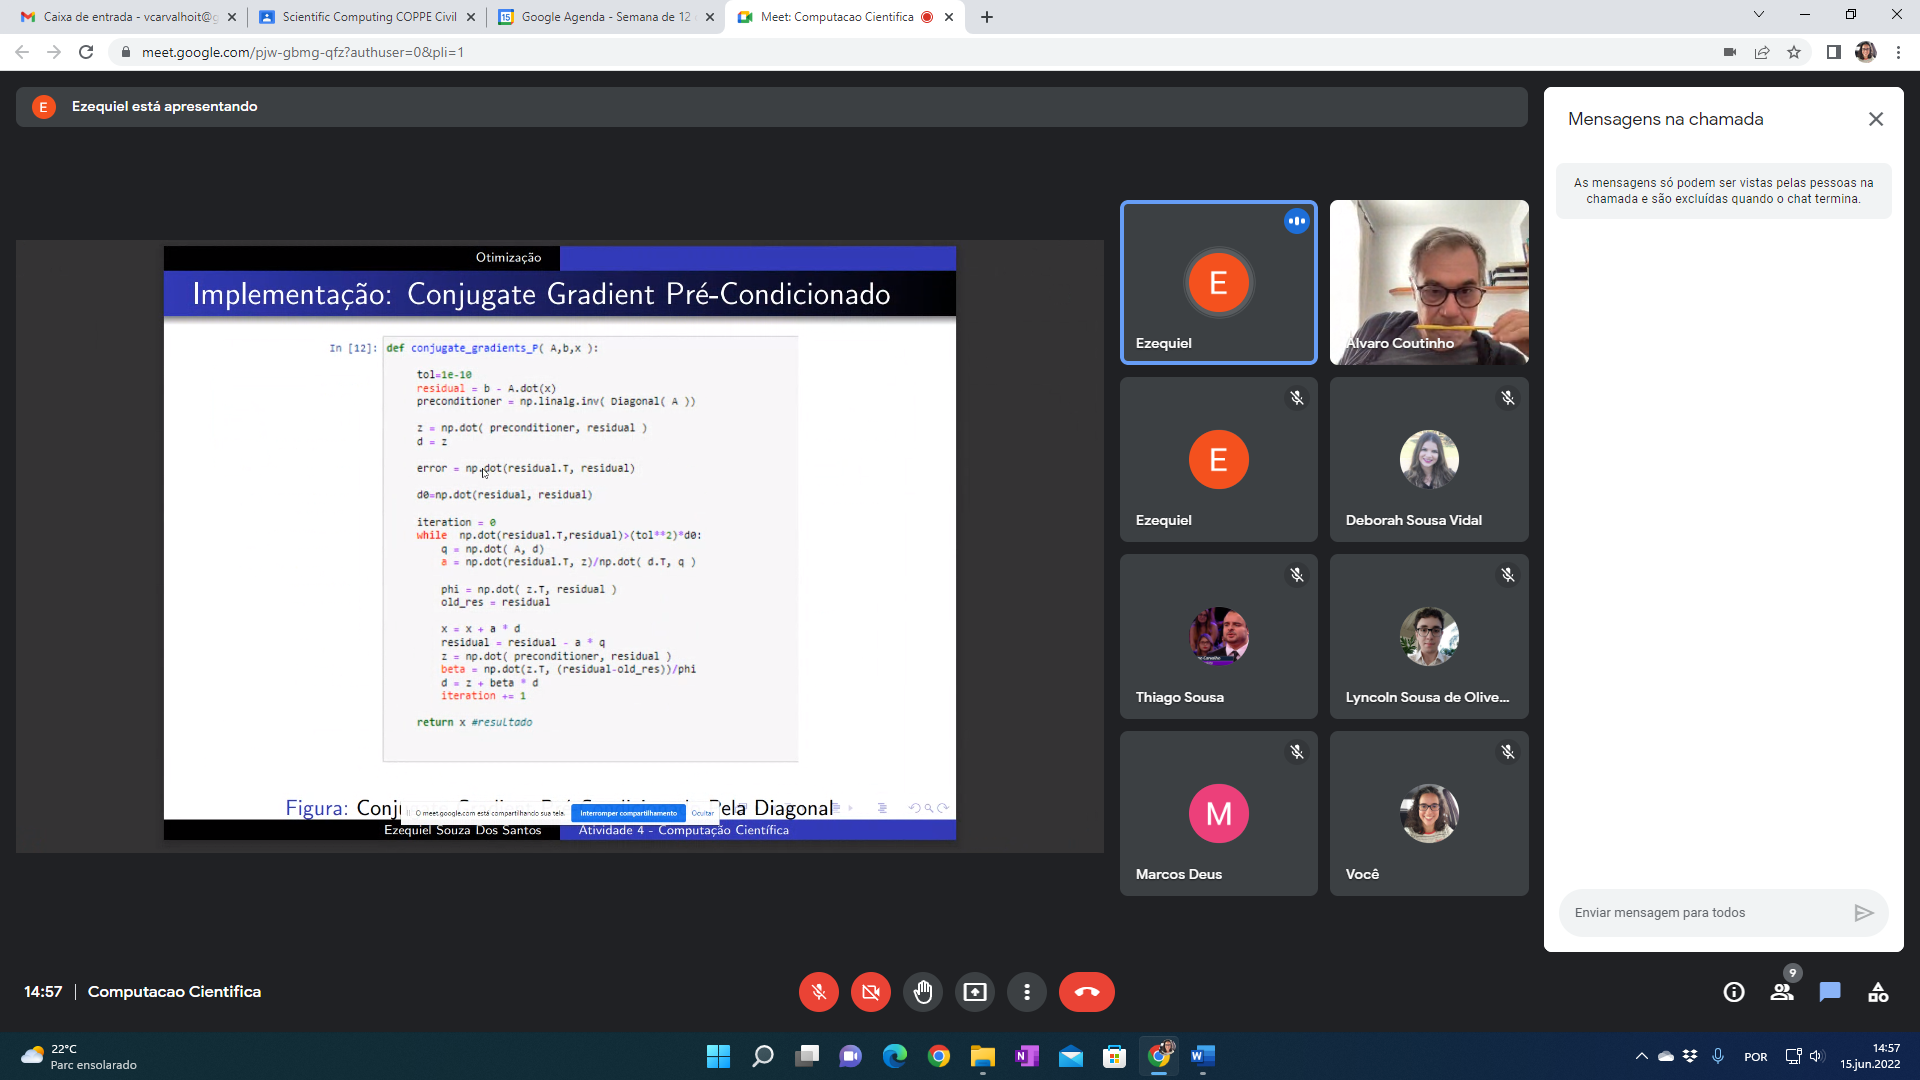 Caixa de entrada - vcarvalhoit@g
Scientific Computing COPPE Civil
Google Agenda - Semana de 12
Meet: Computacao Cientifica
meet.google.com/pjw-gbmg-qfz?authuser=0&pli=1
E
Ezequiel está apresentando
Mensagens na chamada
As mensagens só podem ser vistas pelas pessoas na
chamada e são excluídas quando o chat termina.
Otimização
Implementação: Conjugate Gradient Pré-Condicionado
In [12]: def conjugate_gradients_P( A,b,x ):
tol=1e-10
residual = b - A.dot(x)
preconditioner = np.linalg.inv( Diagonal( A ))
z = np.dot( preconditioner, residual )
d = z
error = np.dot(residual.T, residual)
d0=np.dot(residual, residual)
iteration = 0
while np.dot(residual.T,residual)>(tol**2)*d0:
q = np.dot( A, d)
a = np.dot(residual.T, z)/np.dot( d.T, q )
phi = np.dot( z.T, residual )
old_res = residual
x = x + a * d
residual = residual - a * q
z = np.dot( preconditioner, residual )
beta = np.dot(z.T, (residual-old_res))/phi
d = z + beta * d
iteration += 1
return x #resultado
Figura: Conj Pela Diagonal
O meet.google.com está compartilhando sua tela. Interromper compartilhamento Ocultar
Ezequiel Souza Dos Santos Atividade 4 - Computação Científica
E
Ezequiel
Alvaro Coutinho
E
Ezequiel
Deborah Sousa Vidal
Thiago Sousa
Lyncoln Sousa de Olive...
M
Marcos Deus
Você
Enviar mensagem para todos
14:57 | Computacao Cientifica
9
22°C
Parc ensolarado
POR
14:57
15.jun.2022